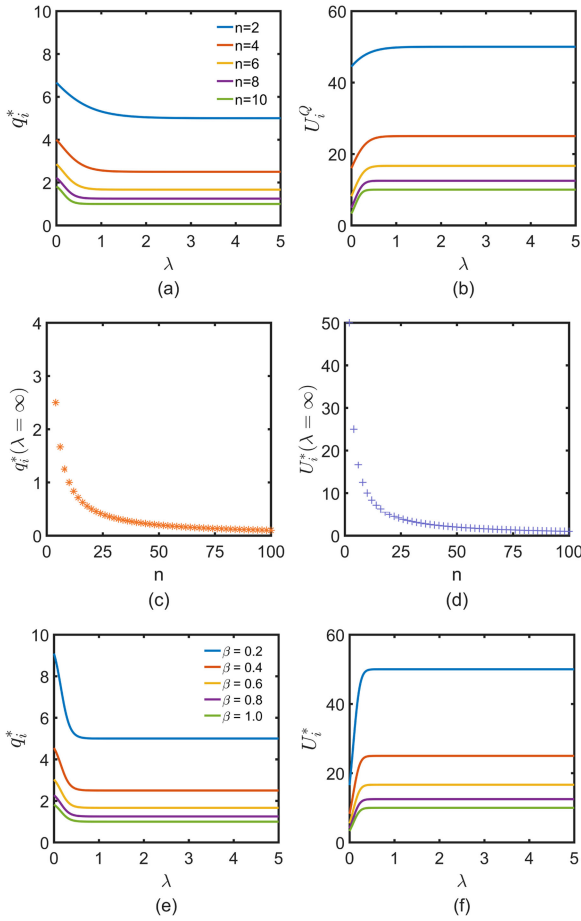 10
8
6
4
2
0
q_i^*
n=2
n=4
n=6
n=8
n=10
0 1 2 3 4 5
λ
(a)
60
40
20
0
U_i^Q
0 1 2 3 4 5
λ
(b)
4
3
2
1
0
q_i^*(λ = ∞)
0 25 50 75 100
n
(c)
50
40
30
20
10
0
U_i^*(λ = ∞)
0 25 50 75 100
n
(d)
10
8
6
4
2
0
q_i^*
β = 0.2
β = 0.4
β = 0.6
β = 0.8
β = 1.0
0 1 2 3 4 5
λ
(e)
60
40
20
0
U_i^*
0 1 2 3 4 5
λ
(f)